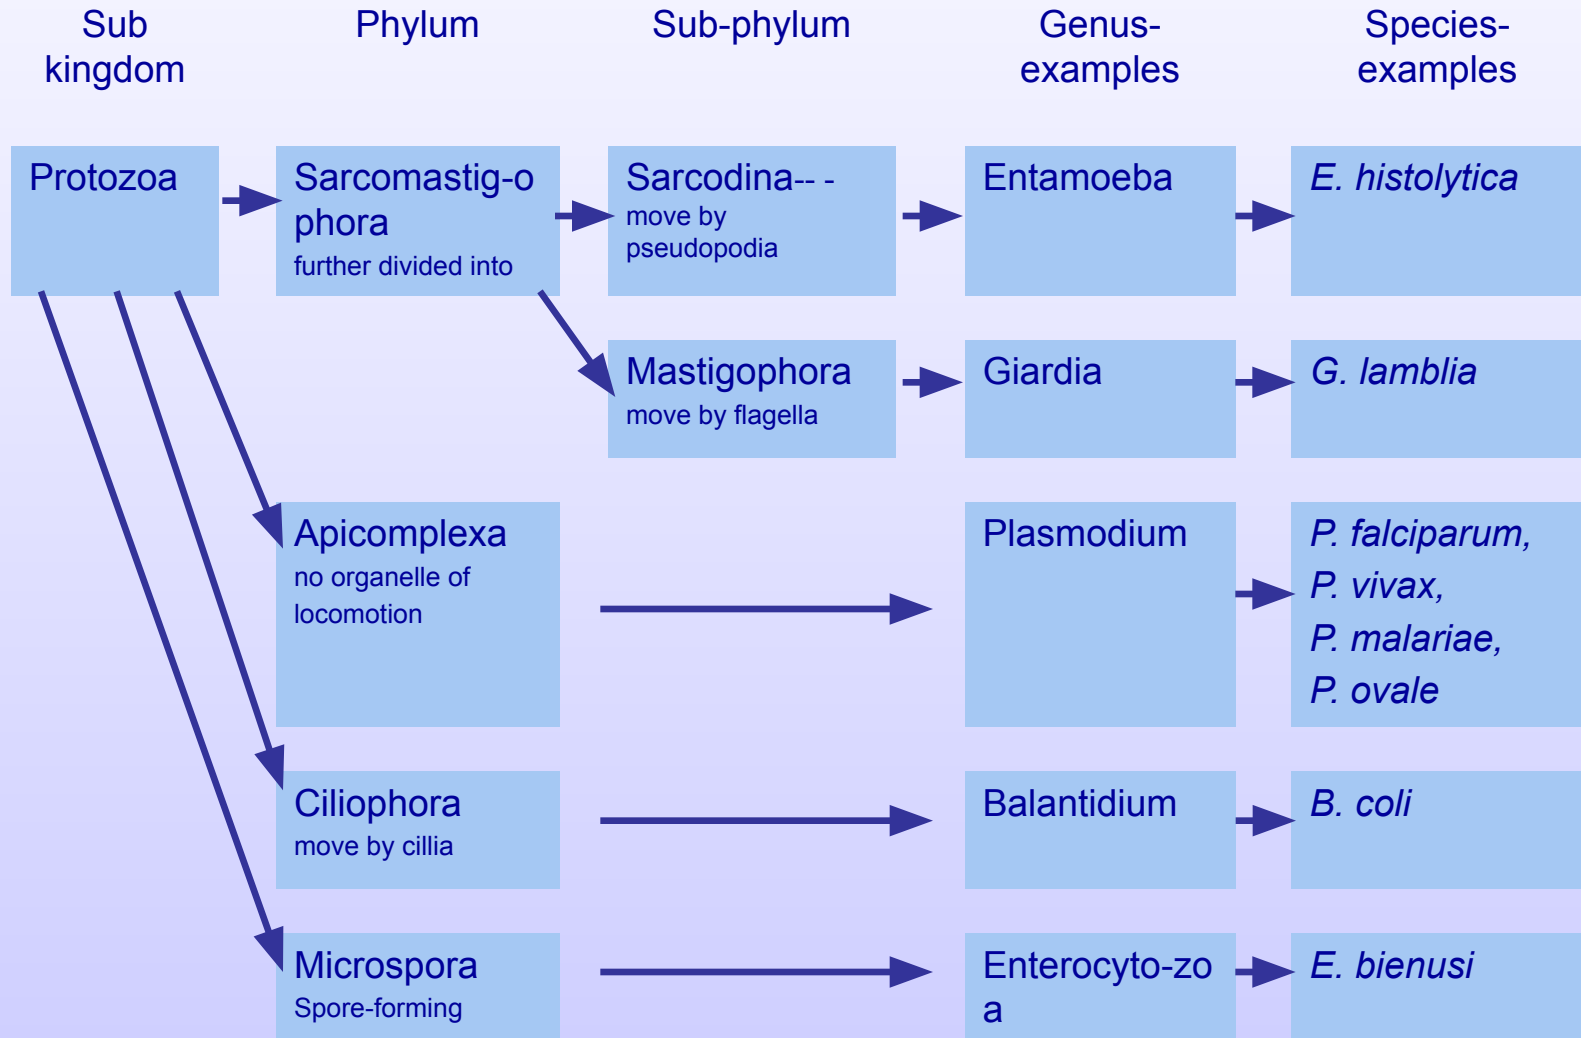 Sub
kingdom
Phylum
Sub-phylum
Genus-
examples
Species-
examples
Protozoa
Sarcomastig-o
phora
further divided into
Sarcodina-- -
move by
pseudopodia
Entamoeba
E. histolytica
Mastigophora
move by flagella
Giardia
G. lamblia
Apicomplexa
no organelle of
locomotion
Plasmodium
P. falciparum,
P. vivax,
P. malariae,
P. ovale
Ciliophora
move by cillia
Balantidium
B. coli
Microspora
Spore-forming
Enterocyto-zo
a
E. bienusi